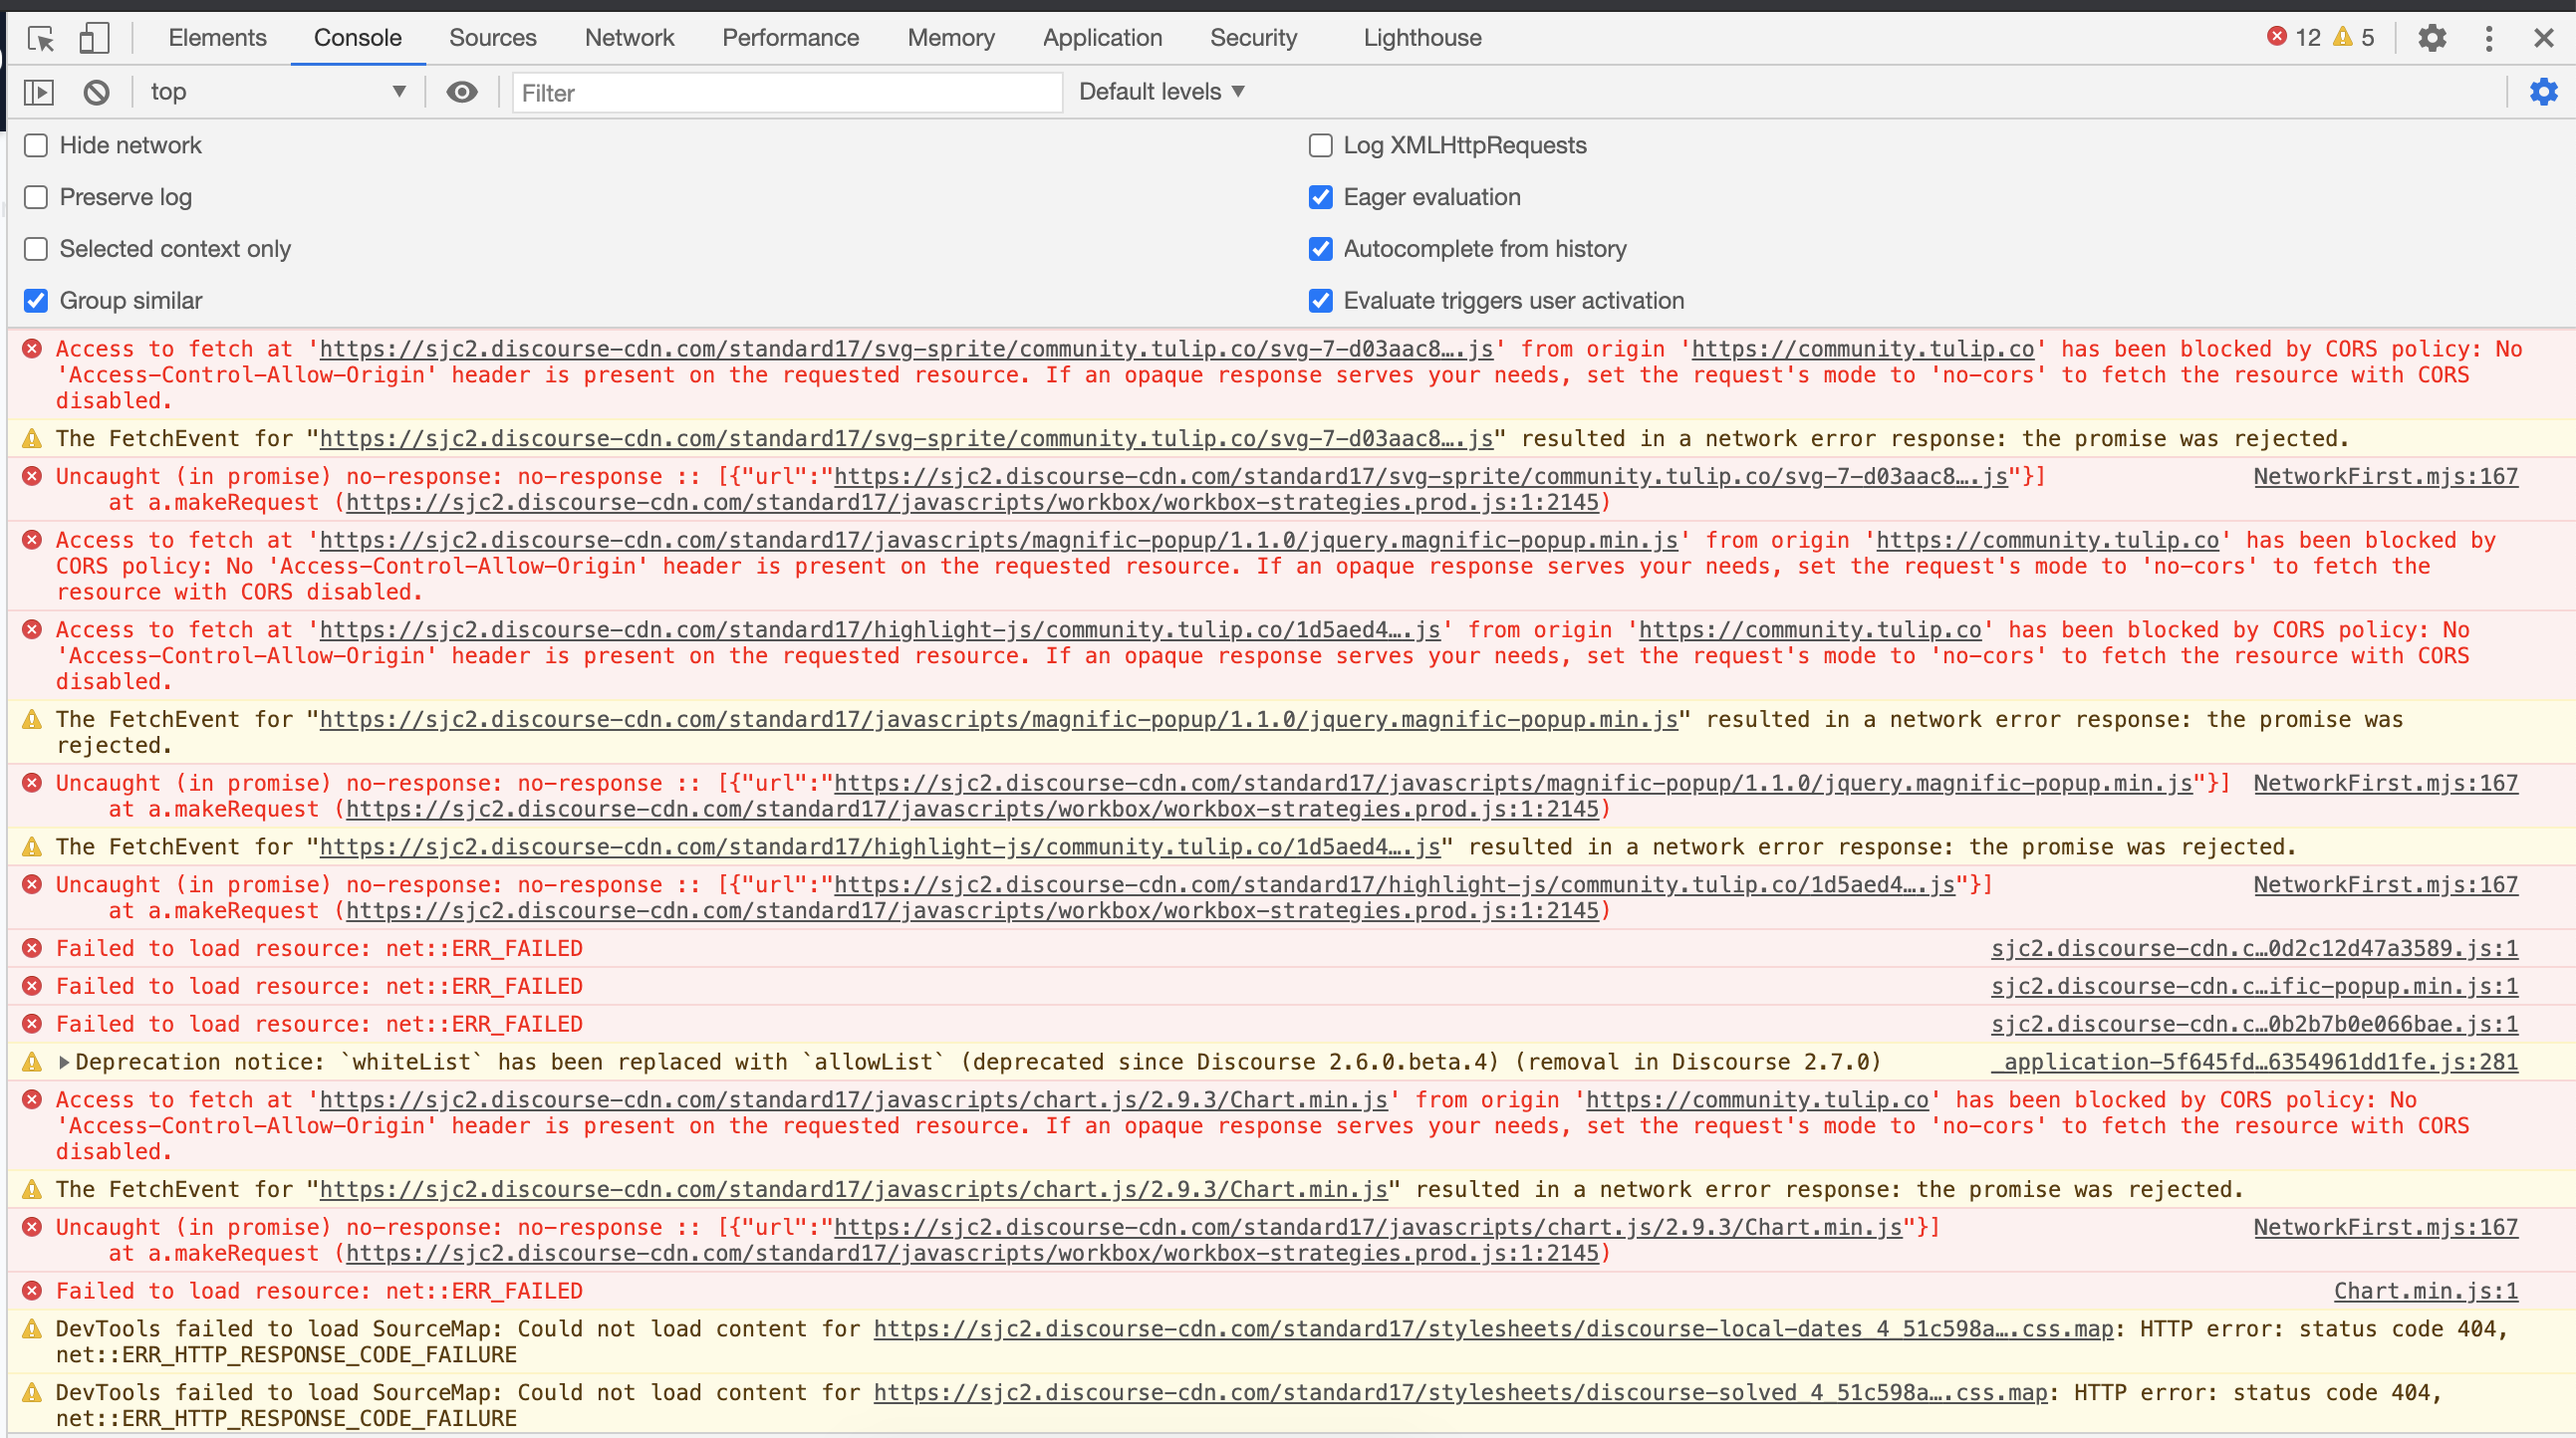 Elements Console Sources Network Performance Memory Application Security Lighthouse 12 5
top Filter Default levels
Hide network Log XMLHttpRequests
Preserve log Eager evaluation
Selected context only Autocomplete from history
Group similar Evaluate triggers user activation
Access to fetch at 'https://sjc2.discourse-cdn.com/standard17/svg-sprite/community.tulip.co/svg-7-d03aac8….js' from origin 'https://community.tulip.co' has been blocked by CORS policy: No
'Access-Control-Allow-Origin' header is present on the requested resource. If an opaque response serves your needs, set the request's mode to 'no-cors' to fetch the resource with CORS
disabled.
The FetchEvent for "https://sjc2.discourse-cdn.com/standard17/svg-sprite/community.tulip.co/svg-7-d03aac8….js" resulted in a network error response: the promise was rejected.
Uncaught (in promise) no-response: no-response :: [{"url":"https://sjc2.discourse-cdn.com/standard17/svg-sprite/community.tulip.co/svg-7-d03aac8….js"}] NetworkFirst.mjs:167
at a.makeRequest (https://sjc2.discourse-cdn.com/standard17/javascripts/workbox/workbox-strategies.prod.js:1:2145)
Access to fetch at 'https://sjc2.discourse-cdn.com/standard17/javascripts/magnific-popup/1.1.0/jquery.magnific-popup.min.js' from origin 'https://community.tulip.co' has been blocked by
CORS policy: No 'Access-Control-Allow-Origin' header is present on the requested resource. If an opaque response serves your needs, set the request's mode to 'no-cors' to fetch the
resource with CORS disabled.
Access to fetch at 'https://sjc2.discourse-cdn.com/standard17/highlight-js/community.tulip.co/1d5aed4….js' from origin 'https://community.tulip.co' has been blocked by CORS policy: No
'Access-Control-Allow-Origin' header is present on the requested resource. If an opaque response serves your needs, set the request's mode to 'no-cors' to fetch the resource with CORS
disabled.
The FetchEvent for "https://sjc2.discourse-cdn.com/standard17/javascripts/magnific-popup/1.1.0/jquery.magnific-popup.min.js" resulted in a network error response: the promise was
rejected.
Uncaught (in promise) no-response: no-response :: [{"url":"https://sjc2.discourse-cdn.com/standard17/javascripts/magnific-popup/1.1.0/jquery.magnific-popup.min.js"}] NetworkFirst.mjs:167
at a.makeRequest (https://sjc2.discourse-cdn.com/standard17/javascripts/workbox/workbox-strategies.prod.js:1:2145)
The FetchEvent for "https://sjc2.discourse-cdn.com/standard17/highlight-js/community.tulip.co/1d5aed4….js" resulted in a network error response: the promise was rejected.
Uncaught (in promise) no-response: no-response :: [{"url":"https://sjc2.discourse-cdn.com/standard17/highlight-js/community.tulip.co/1d5aed4….js"}] NetworkFirst.mjs:167
at a.makeRequest (https://sjc2.discourse-cdn.com/standard17/javascripts/workbox/workbox-strategies.prod.js:1:2145)
Failed to load resource: net::ERR_FAILED sjc2.discourse-cdn.c…0d2c12d47a3589.js:1
Failed to load resource: net::ERR_FAILED sjc2.discourse-cdn.c…ific-popup.min.js:1
Failed to load resource: net::ERR_FAILED sjc2.discourse-cdn.c…0b2b7b0e066bae.js:1
Deprecation notice: `whiteList` has been replaced with `allowList` (deprecated since Discourse 2.6.0.beta.4) (removal in Discourse 2.7.0) _application-5f645fd…6354961dd1fe.js:281
Access to fetch at 'https://sjc2.discourse-cdn.com/standard17/javascripts/chart.js/2.9.3/Chart.min.js' from origin 'https://community.tulip.co' has been blocked by CORS policy: No
'Access-Control-Allow-Origin' header is present on the requested resource. If an opaque response serves your needs, set the request's mode to 'no-cors' to fetch the resource with CORS
disabled.
The FetchEvent for "https://sjc2.discourse-cdn.com/standard17/javascripts/chart.js/2.9.3/Chart.min.js" resulted in a network error response: the promise was rejected.
Uncaught (in promise) no-response: no-response :: [{"url":"https://sjc2.discourse-cdn.com/standard17/javascripts/chart.js/2.9.3/Chart.min.js"}] NetworkFirst.mjs:167
at a.makeRequest (https://sjc2.discourse-cdn.com/standard17/javascripts/workbox/workbox-strategies.prod.js:1:2145)
Failed to load resource: net::ERR_FAILED Chart.min.js:1
DevTools failed to load SourceMap: Could not load content for https://sjc2.discourse-cdn.com/standard17/stylesheets/discourse-local-dates_4_51c598a….css.map: HTTP error: status code 404,
net::ERR_HTTP_RESPONSE_CODE_FAILURE
DevTools failed to load SourceMap: Could not load content for https://sjc2.discourse-cdn.com/standard17/stylesheets/discourse-solved_4_51c598a….css.map: HTTP error: status code 404,
net::ERR_HTTP_RESPONSE_CODE_FAILURE